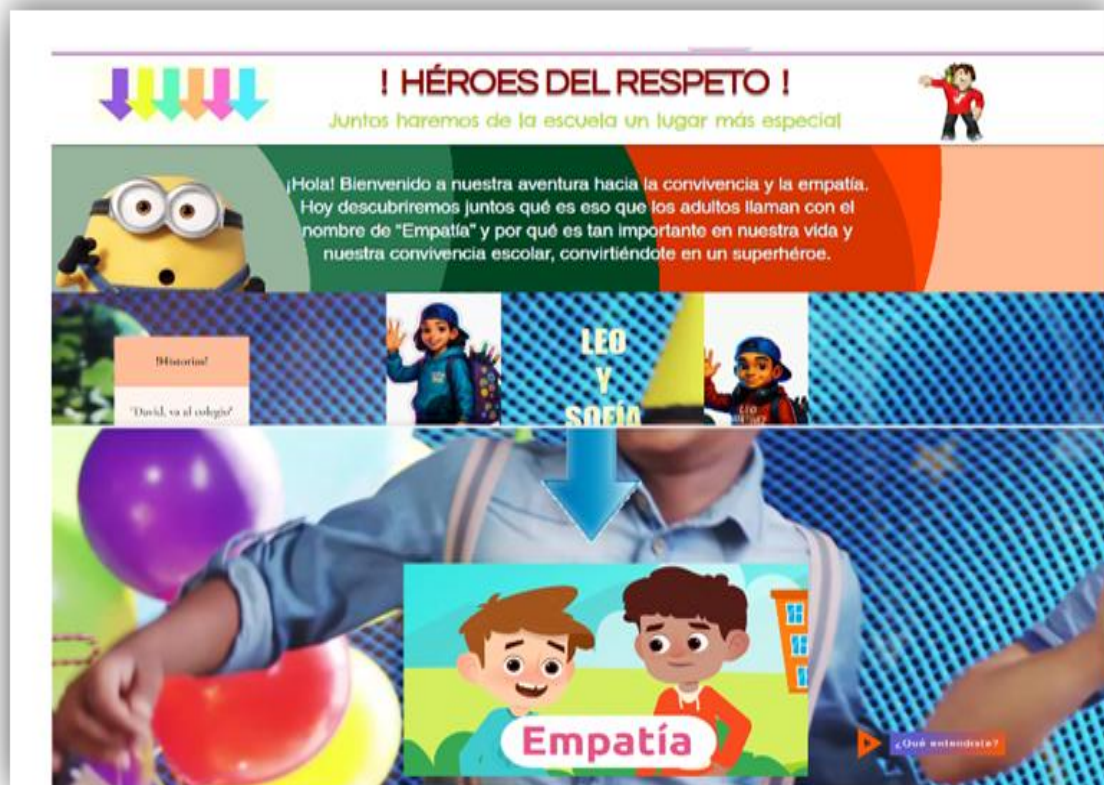 ! HÉROES DEL RESPETO !
Juntos haremos de la escuela un lugar más especial
¡Hola! Bienvenido a nuestra aventura hacia la convivencia y la empatía.
Hoy descubriremos juntos qué es eso que los adultos llaman con el
nombre de "Empatía" y por qué es tan importante en nuestra vida y
nuestra convivencia escolar, convirtiéndote en un superhéroe.
!Historias!
"David, va al colegio"
LEO
Y
SOFÍA
LEO
Empatía
¿Qué entendiste?